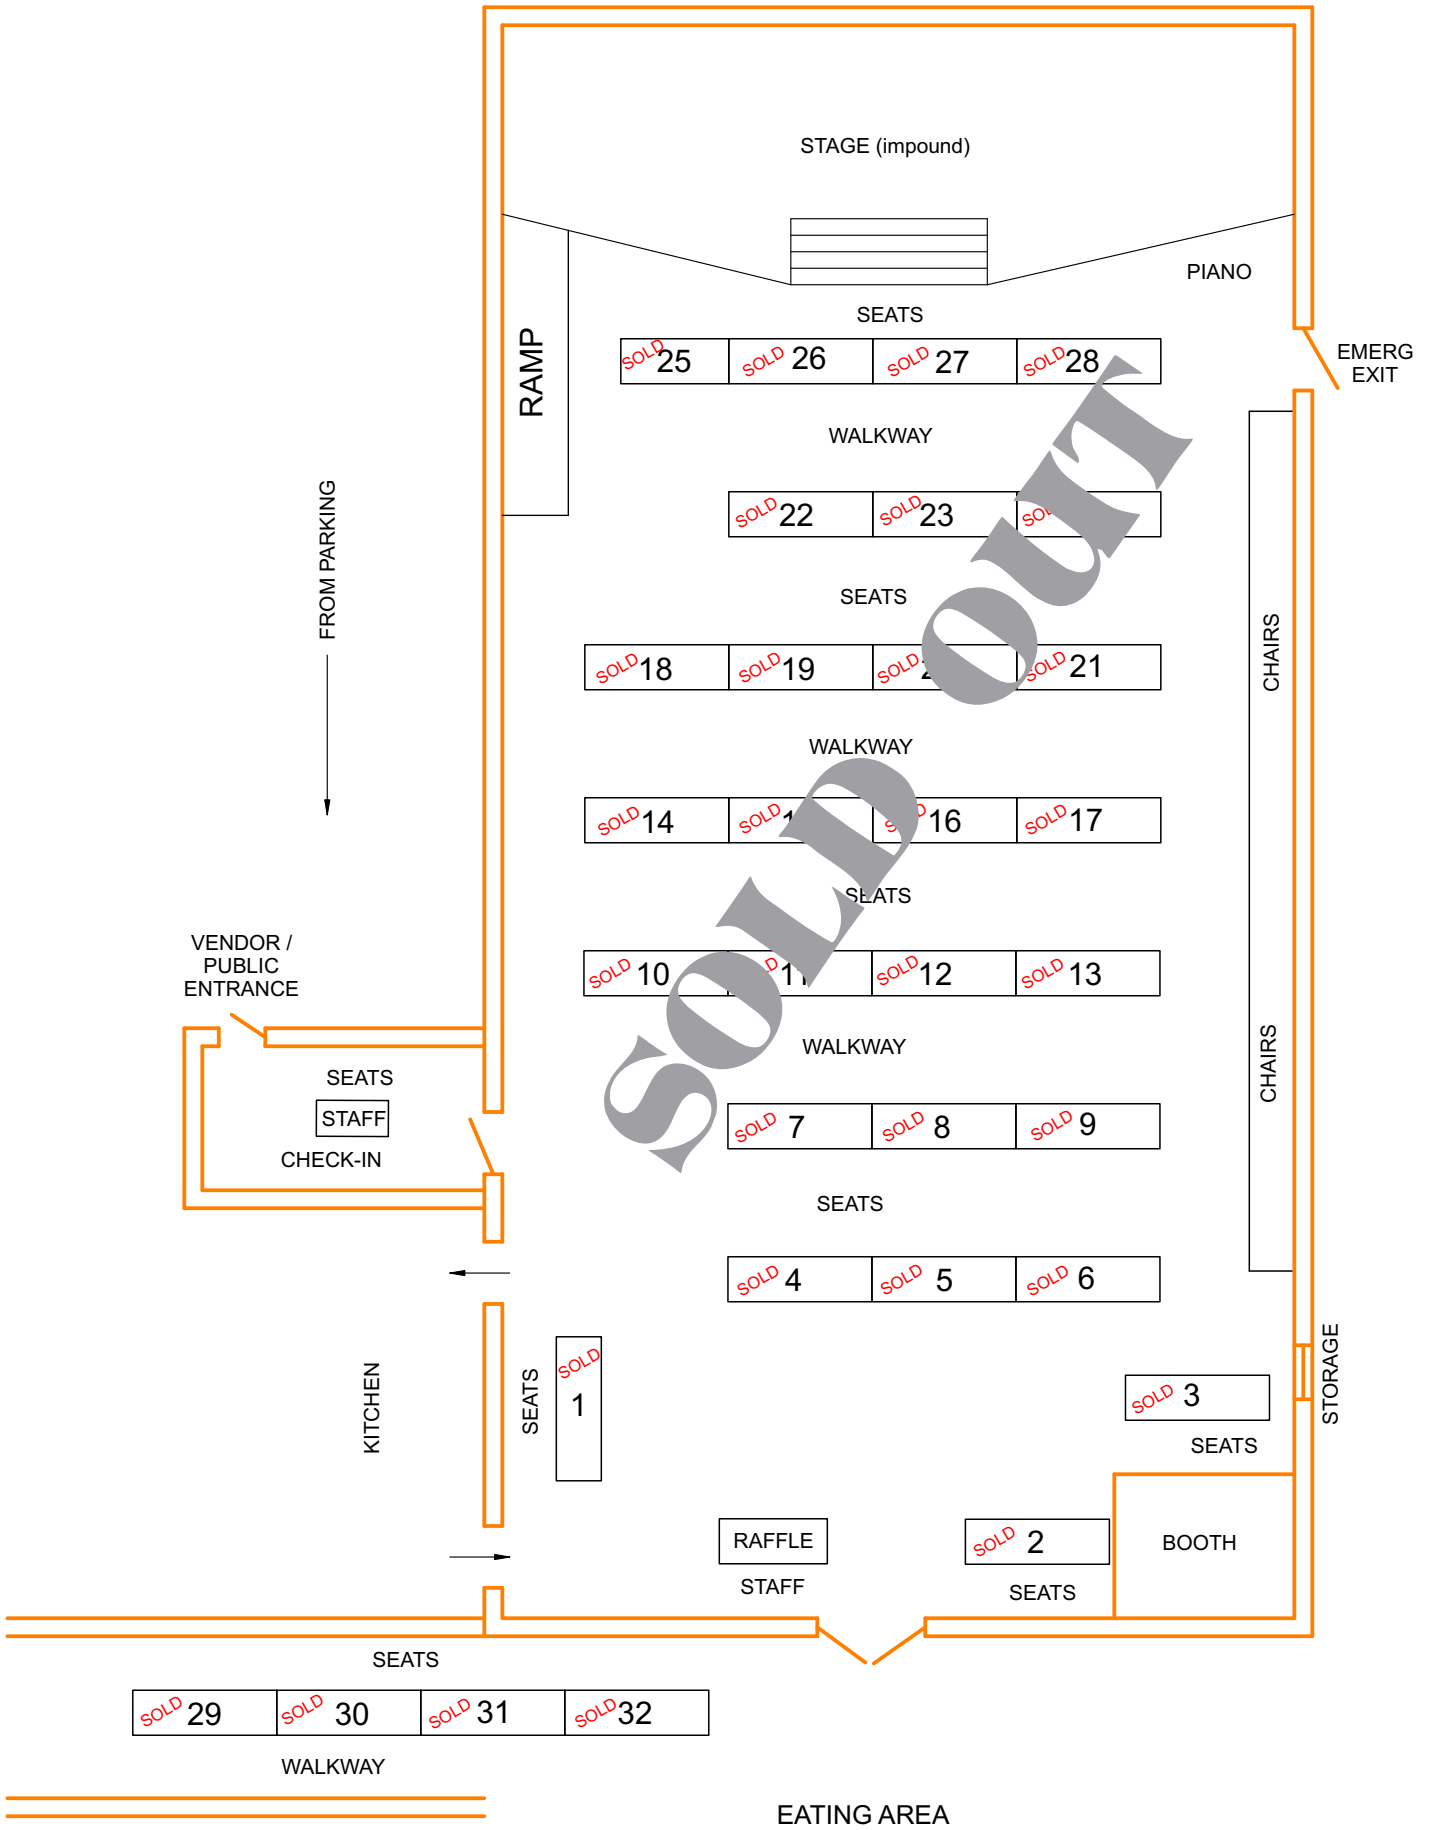 STAGE (impound)
PIANO
SEATS
RAMP
SOLD 25 SOLD 26 SOLD 27 SOLD 28
EMERG
EXIT
WALKWAY
FROM PARKING
SOLD 22 SOLD 23
SEATS
CHAIRS
SOLD 18 SOLD 19 SOLD SOLD 21
WALKWAY
SOLD 14 SOLD 16 SOLD 17
SEATS
SOLD OUT
VENDOR /
PUBLIC
ENTRANCE
SOLD 10 11 SOLD 12 SOLD 13
WALKWAY
CHAIRS
SEATS
STAFF
CHECK-IN
SOLD 7 SOLD 8 SOLD 9
SEATS
SOLD 4 SOLD 5 SOLD 6
KITCHEN
SEATS
SOLD
1
STORAGE
SOLD 3
SEATS
RAFFLE
STAFF
SOLD 2
SEATS
BOOTH
SEATS
SOLD 29 SOLD 30 SOLD 31 SOLD 32
WALKWAY
EATING AREA